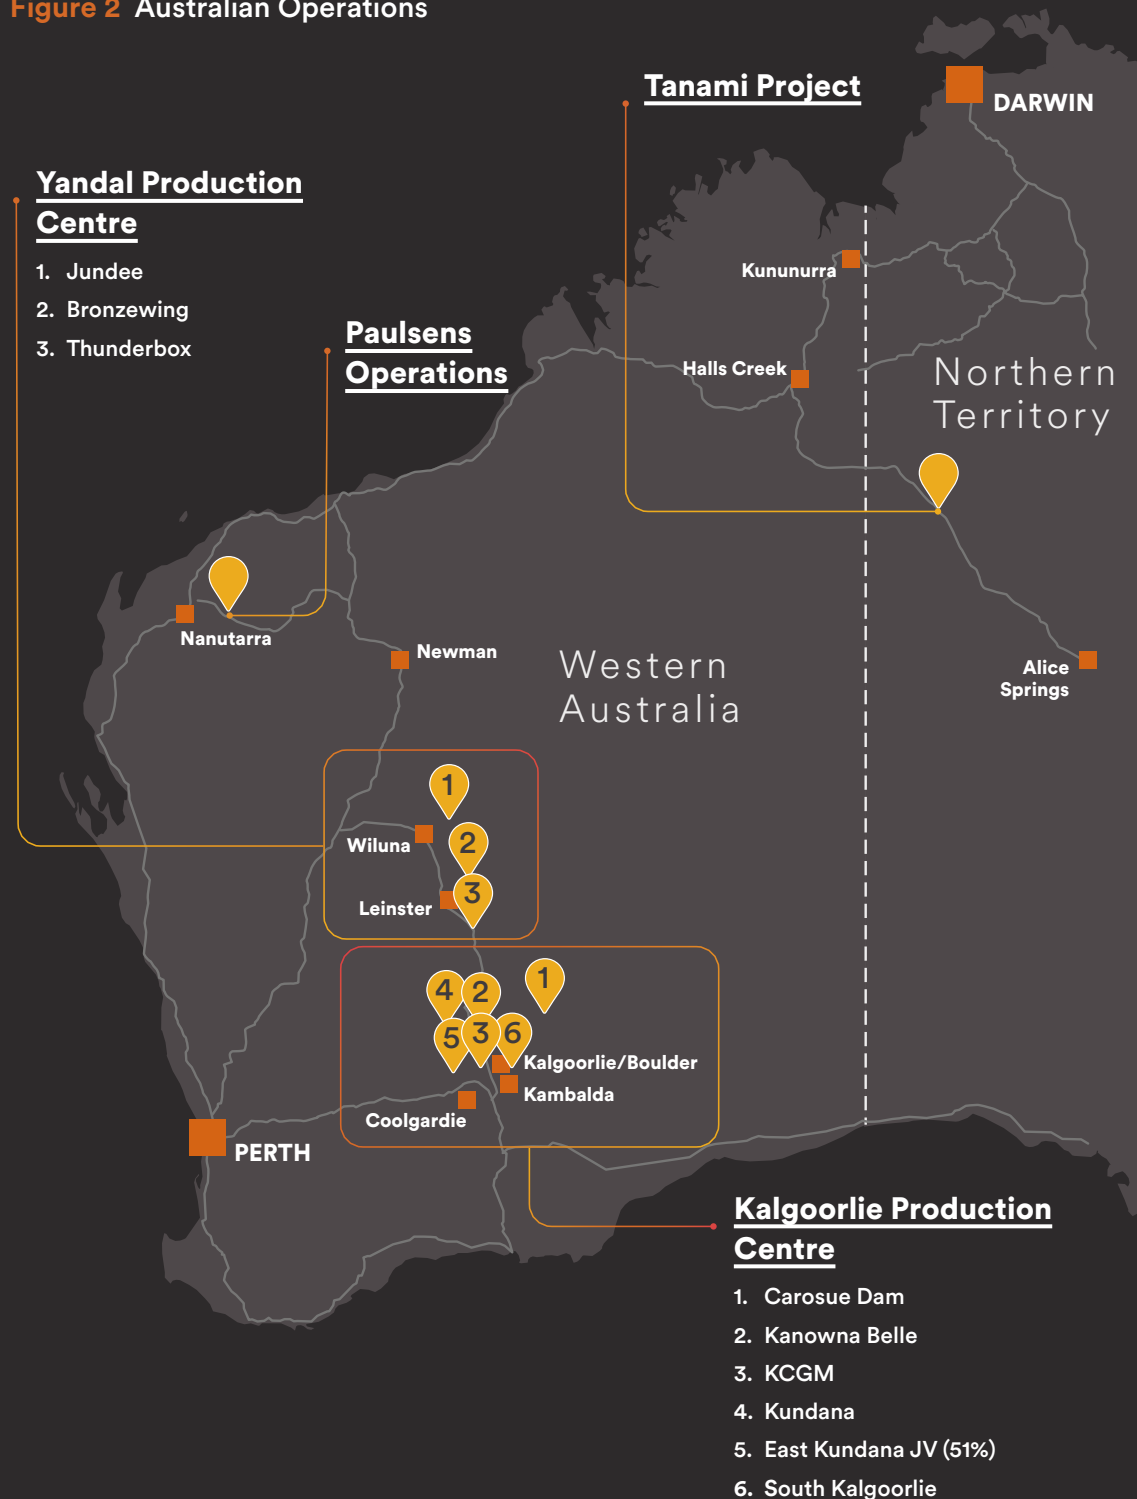 Figure 2 Australian Operations
Tanami Project
DARWIN
Yandal Production
Centre
1. Jundee
2. Bronzewing
3. Thunderbox
Paulsens
Operations
Kununurra
Halls Creek
Northern
Territory
Nanutarra
Newman
Western
Australia
Alice
Springs
1
Wiluna
2
Leinster
3
4
2
1
5
3
6
Kalgoorlie/Boulder
Kambalda
Coolgardie
PERTH
Kalgoorlie Production
Centre
1. Carosue Dam
2. Kanowna Belle
3. KCGM
4. Kundana
5. East Kundana JV (51%)
6. South Kalgoorlie